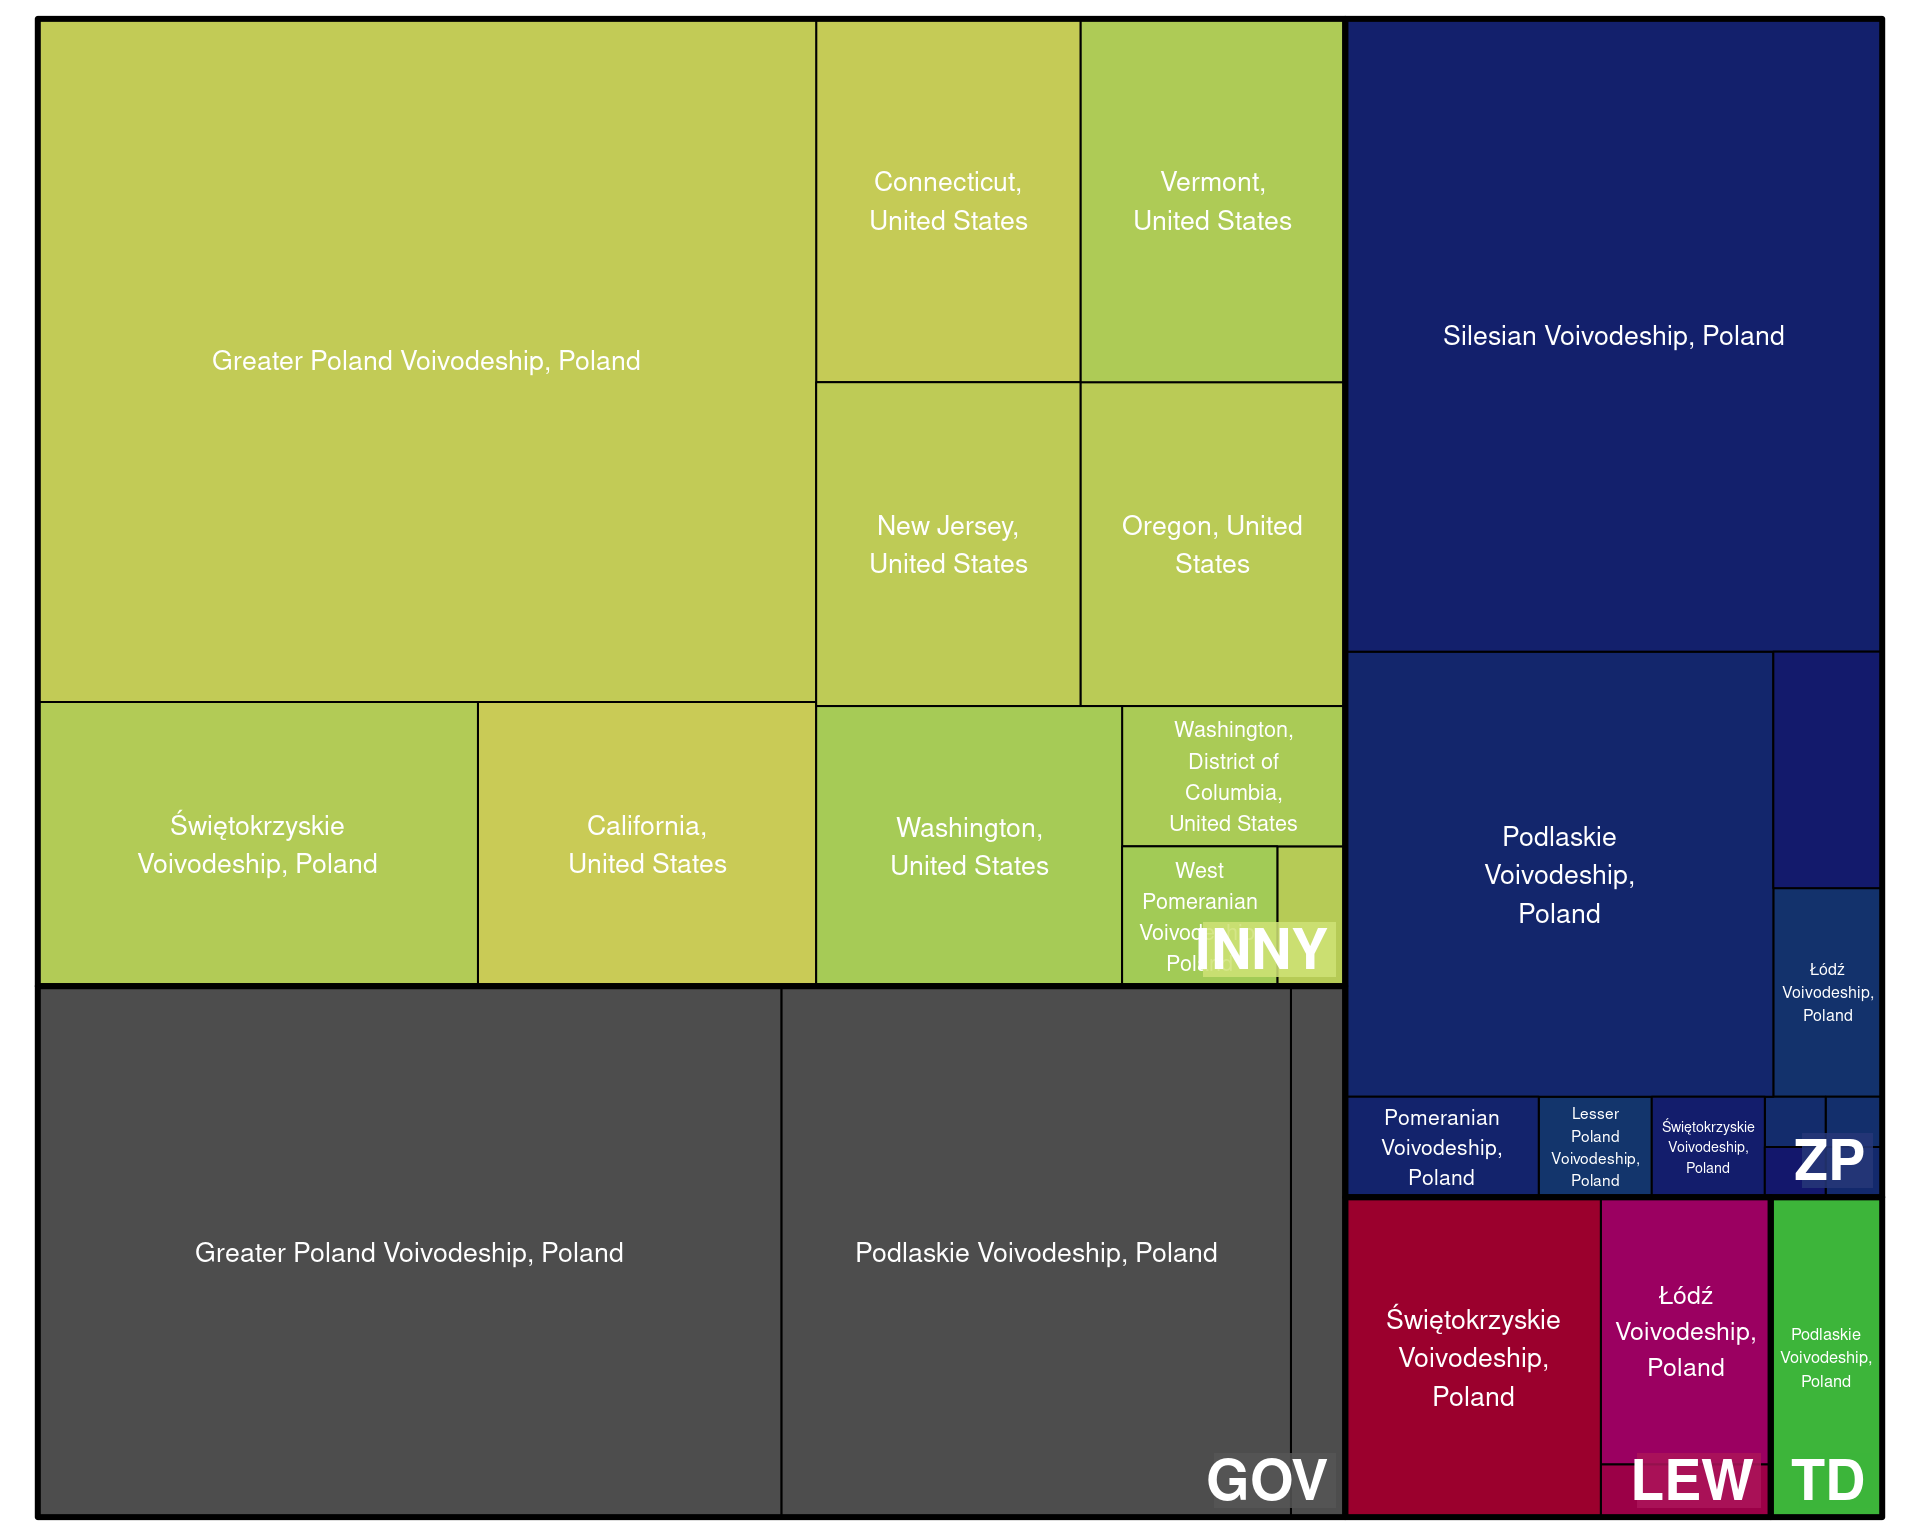 Greater Poland Voivodeship, Poland
Connecticut,
United States
Vermont,
United States
New Jersey,
United States
Oregon, United
States
Świętokrzyskie
Voivodeship, Poland
California,
United States
Washington,
United States
Washington,
District of
Columbia,
United States
West
Pomeranian
INNY
Greater Poland Voivodeship, Poland
Podlaskie Voivodeship, Poland
GOV
Silesian Voivodeship, Poland
Podlaskie
Voivodeship,
Poland
Łódź
Voivodeship,
Poland
Pomeranian
Voivodeship,
Poland
Lesser
Poland
Voivodeship,
Poland
Świętokrzyskie
Voivodeship,
Poland
ZP
Świętokrzyskie
Voivodeship,
Poland
Łódź
Voivodeship,
Poland
LEW
Podlaskie
Voivodeship,
Poland
TD